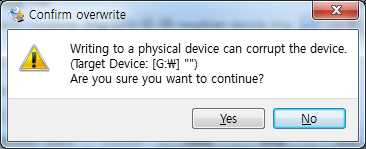 Confirm overwrite
Writing to a physical device can corrupt the device.
(Target Device: [G:₩] "")
Are you sure you want to continue?
Yes
No